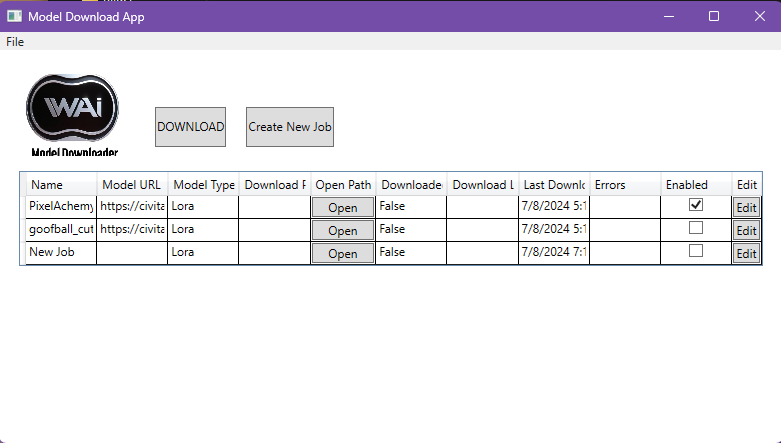 Model Download App
File
WAi
Model Downloader
DOWNLOAD
Create New Job
Name Model URL Model Type Download P Open Path Downloaded Download L Last Downlo Errors Enabled Edit
PixelAchemy https://civita Lora Open False 7/8/2024 5:1 Edit
goofball_cut https://civita Lora Open False 7/8/2024 5:1 Edit
New Job Lora Open False 7/8/2024 7:1 Edit